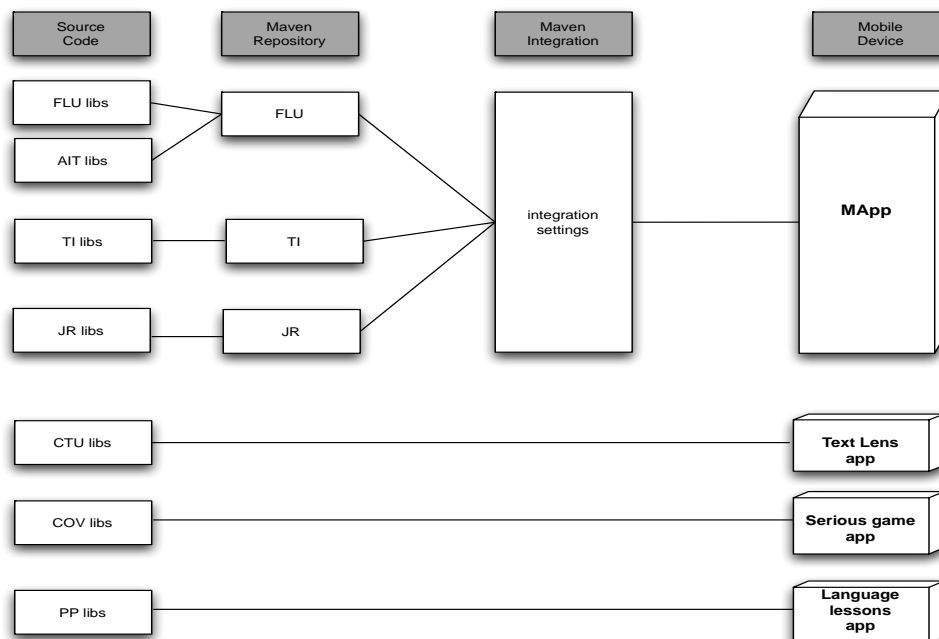 Source
Code
Maven
Repository
Maven
Integration
Mobile
Device
FLU libs
FLU
AIT libs
MApp
integration
settings
TI libs
TI
JR libs
JR
CTU libs
Text Lens
app
COV libs
Serious game
app
PP libs
Language
lessons
app